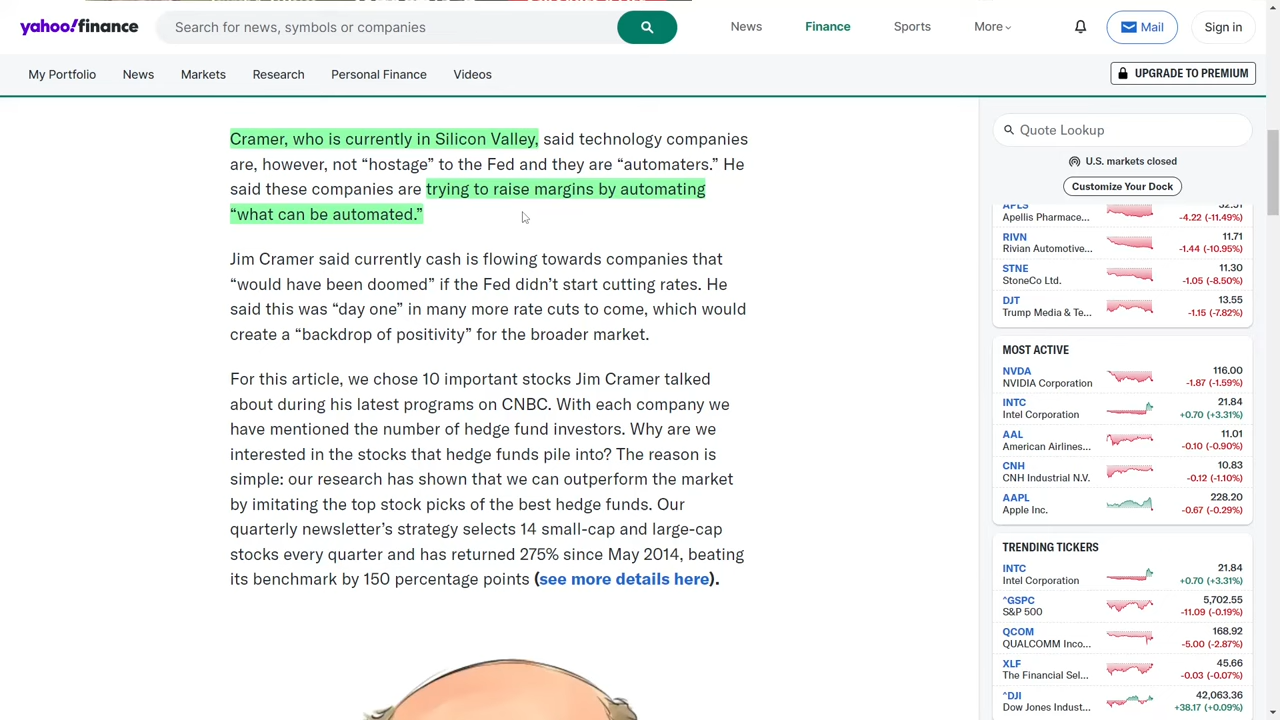 yahoo!finance
Search for news, symbols or companies
News
Finance
Sports
More
Mail
Sign in
My Portfolio
News
Markets
Research
Personal Finance
Videos
UPGRADE TO PREMIUM
Cramer, who is currently in Silicon Valley, said technology companies
are, however, not “hostage” to the Fed and they are “automaters.” He
said these companies are trying to raise margins by automating
“what can be automated.”
Jim Cramer said currently cash is flowing towards companies that
“would have been doomed” if the Fed didn’t start cutting rates. He
said this was “day one” in many more rate cuts to come, which would
create a “backdrop of positivity” for the broader market.
For this article, we chose 10 important stocks Jim Cramer talked
about during his latest programs on CNBC. With each company we
have mentioned the number of hedge fund investors. Why are we
interested in the stocks that hedge funds pile into? The reason is
simple: our research has shown that we can outperform the market
by imitating the top stock picks of the best hedge funds. Our
quarterly newsletter’s strategy selects 14 small-cap and large-cap
stocks every quarter and has returned 275% since May 2014, beating
its benchmark by 150 percentage points (see more details here).
Quote Lookup
U.S. markets closed
Customize Your Dock
Apellis Pharmace... -4.22 (-11.49%)
RIVN 11.71
Rivian Automotive... -1.44 (-10.95%)
STNE 11.30
StoneCo Ltd. -1.05 (-8.50%)
DJT 13.55
Trump Media & Te... -1.15 (-7.82%)
MOST ACTIVE
NVDA 116.00
NVIDIA Corporation -1.87 (-1.59%)
INTC 21.84
Intel Corporation +0.70 (+3.31%)
AAL 11.01
American Airlines... -0.10 (-0.90%)
CNH 10.83
CNH Industrial N.V. -0.12 (-1.10%)
AAPL 228.20
Apple Inc. -0.67 (-0.29%)
TRENDING TICKERS
INTC 21.84
Intel Corporation +0.70 (+3.31%)
^GSPC 5,702.55
S&P 500 -11.09 (-0.19%)
QCOM 168.92
QUALCOMM Inco... -5.00 (-2.87%)
XLF 45.66
The Financial Sel... -0.03 (-0.07%)
^DJI 42,063.36
Dow Jones Indust... +38.17 (+0.09%)